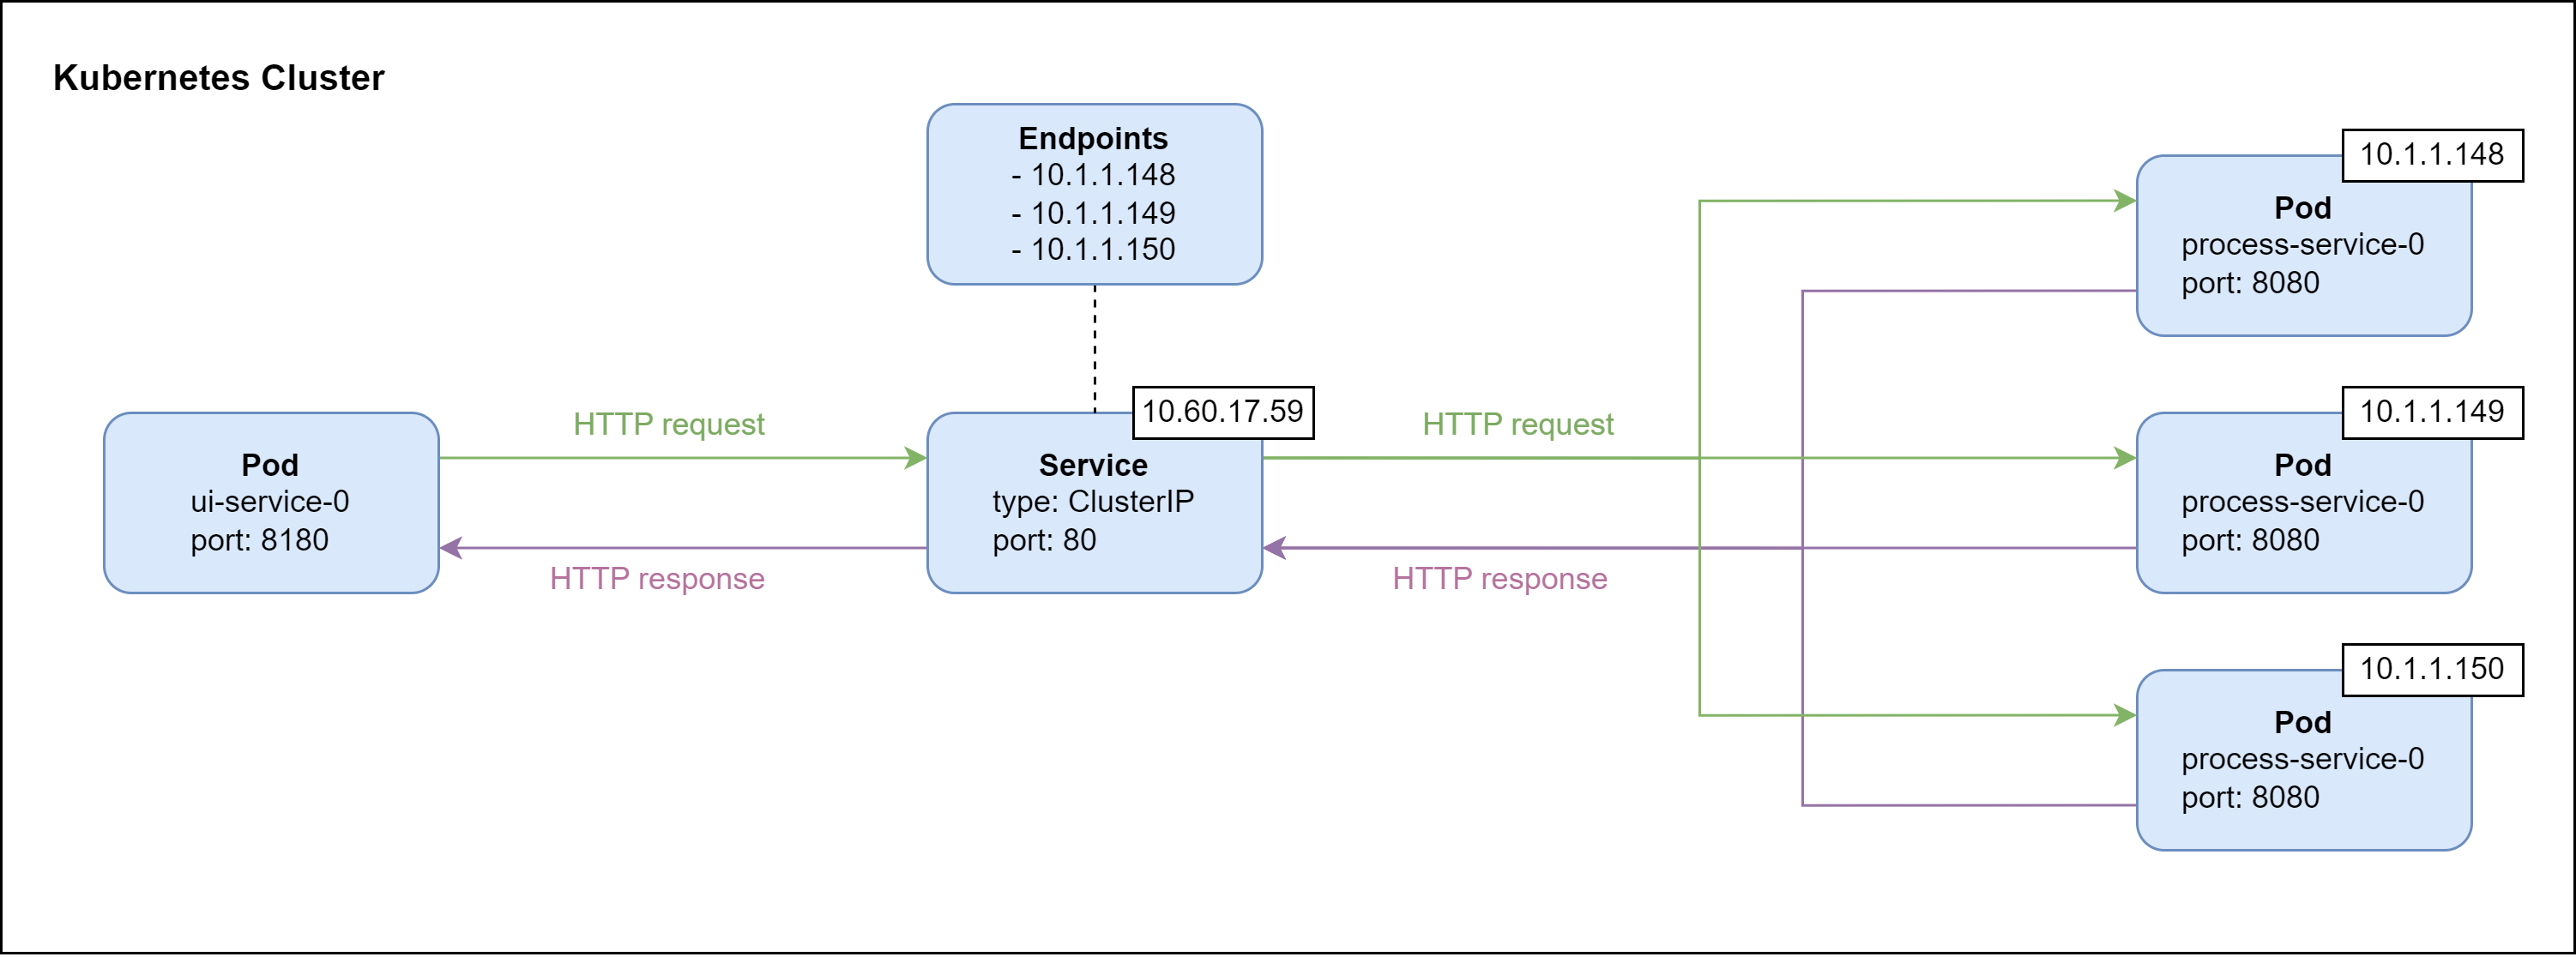 Kubernetes Cluster
Endpoints
- 10.1.1.148
- 10.1.1.149
- 10.1.1.150
10.1.1.148
Pod
process-service-0
port: 8080
Pod
ui-service-0
port: 8180
HTTP request
HTTP response
10.60.17.59
Service
type: ClusterIP
port: 80
HTTP request
HTTP response
10.1.1.149
Pod
process-service-0
port: 8080
10.1.1.150
Pod
process-service-0
port: 8080